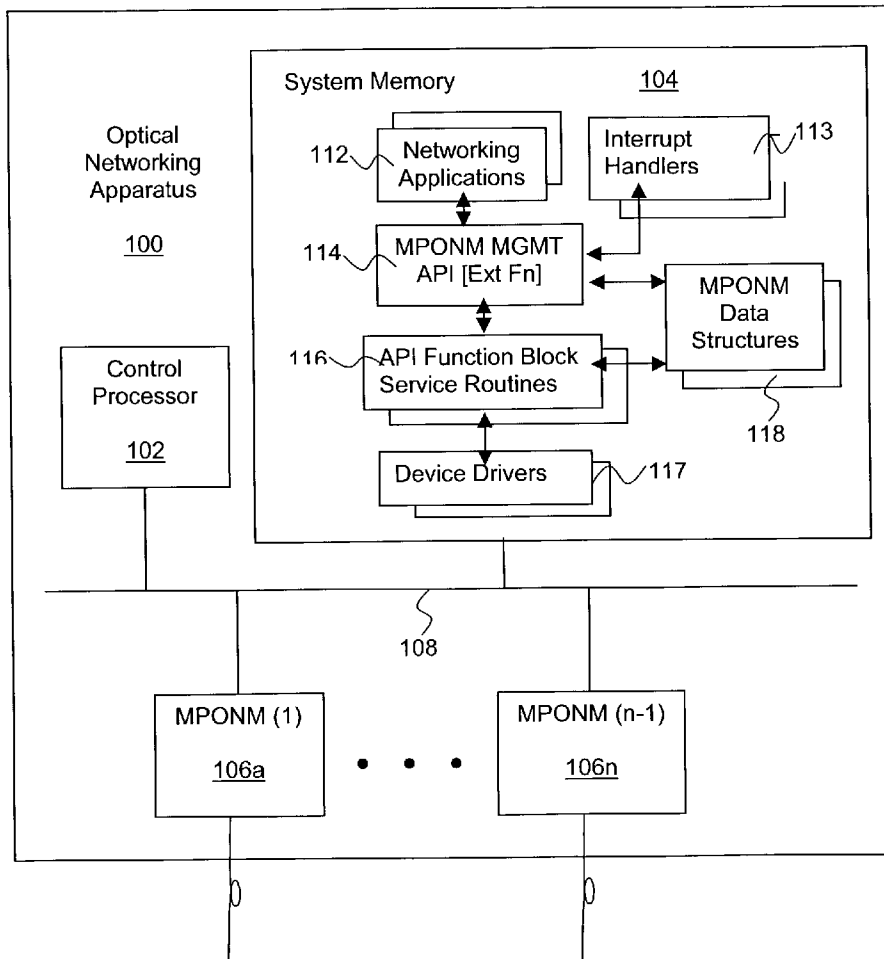 System Memory
104
Optical
Networking
Apparatus
100
112
Networking
Applications
Interrupt
Handlers
113
114
MPONM MGMT
API [Ext Fn]
MPONM
Data
Structures
118
116
API Function Block
Service Routines
Device Drivers
117
Control
Processor
102
108
MPONM (1)
106a
MPONM (n-1)
106n